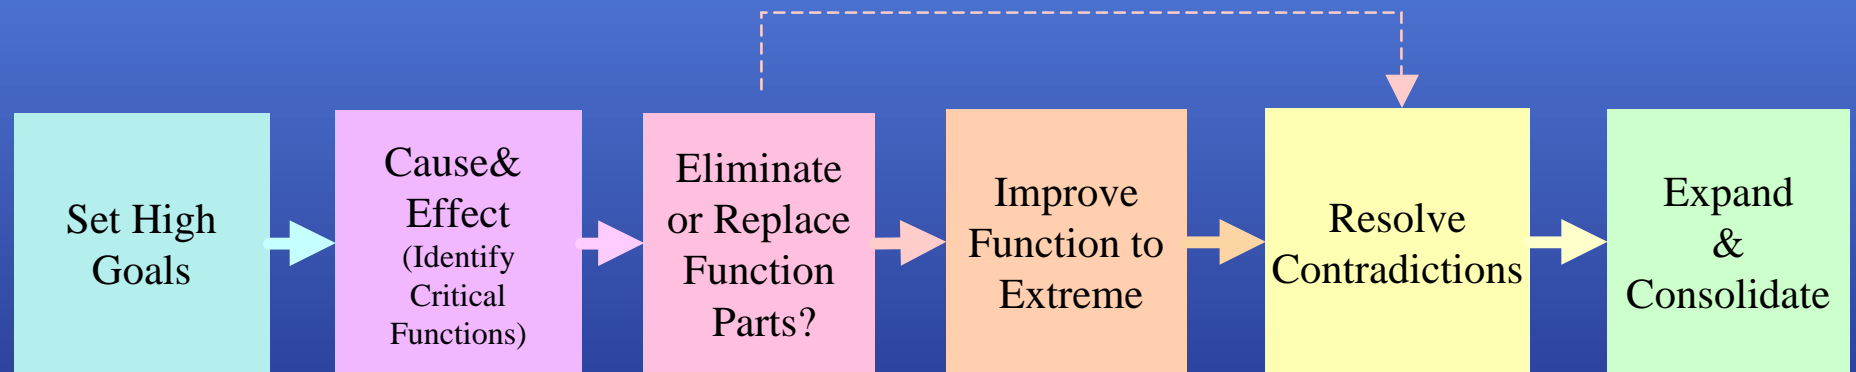 Set High
Goals
Cause&
Effect
(Identify
Critical
Functions)
Eliminate
or Replace
Function
Parts?
Improve
Function to
Extreme
Resolve
Contradictions
Expand
&
Consolidate